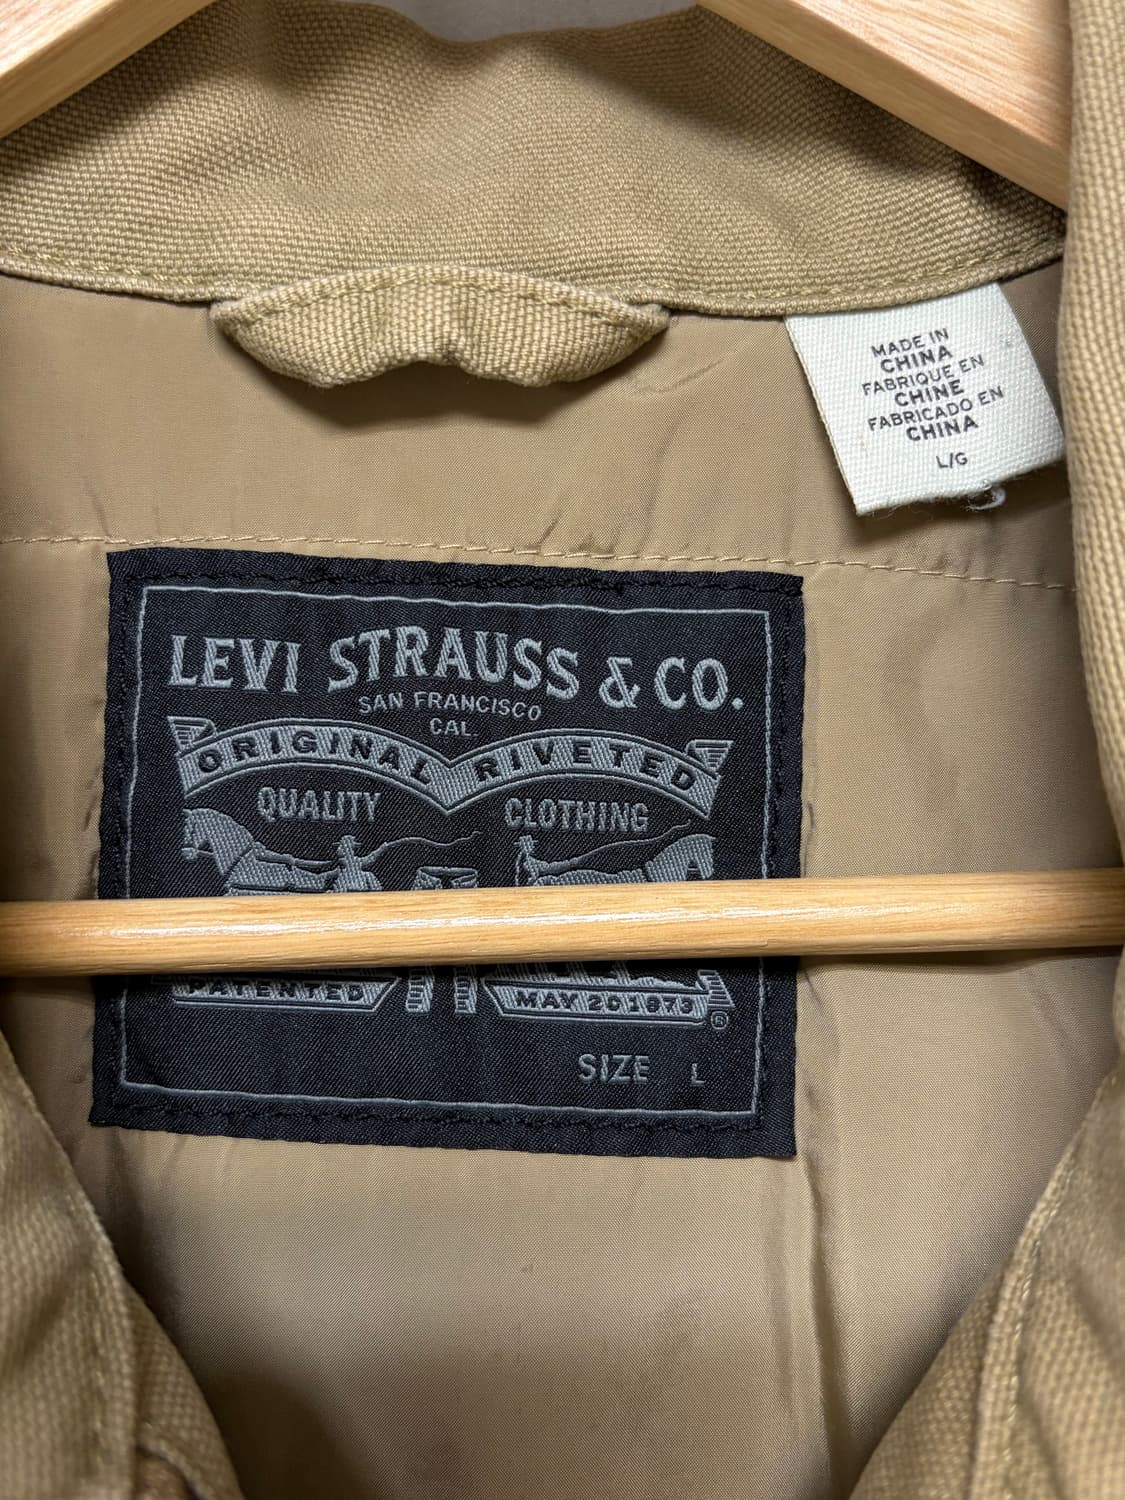 MADE IN
CHINA
FABRIQUE EN
CHINE
FABRICADO EN
CHINA
L/G
LEVI STRAUSS & CO.
SAN FRANCISCO
CAL.
ORIGINAL RIVETED
QUALITY CLOTHING
PATENTED MAY 20 1873
®
SIZE L